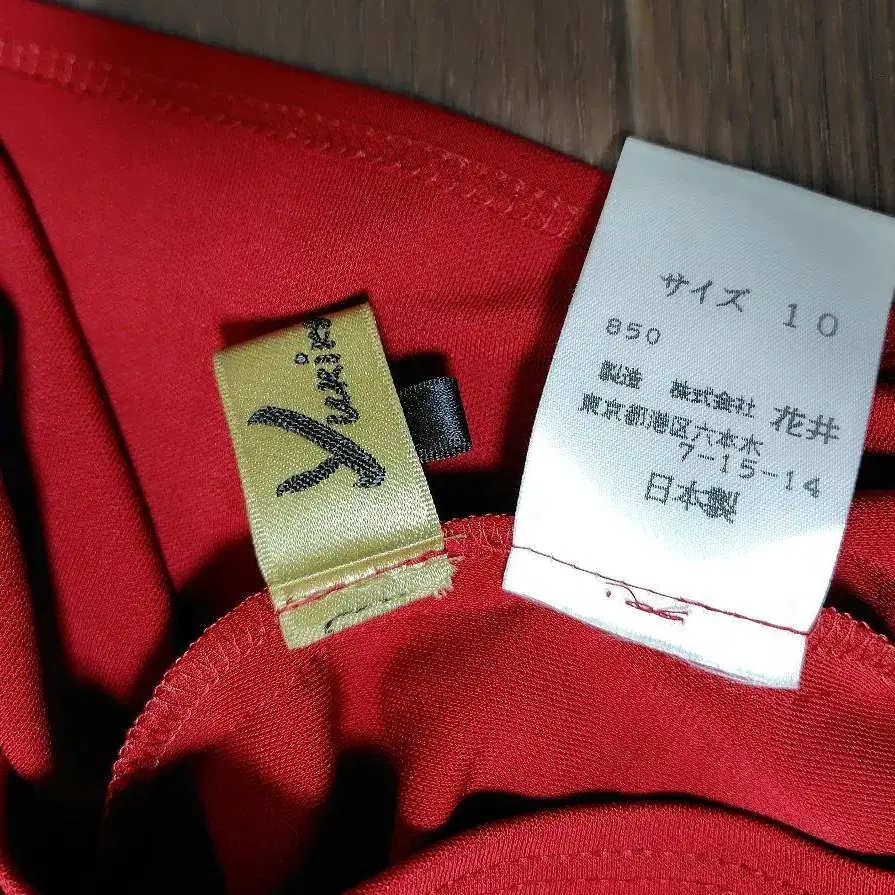 サイズ 10
850
製造 株式会社 花井
東京都港区六本木
7-15-14
日本製